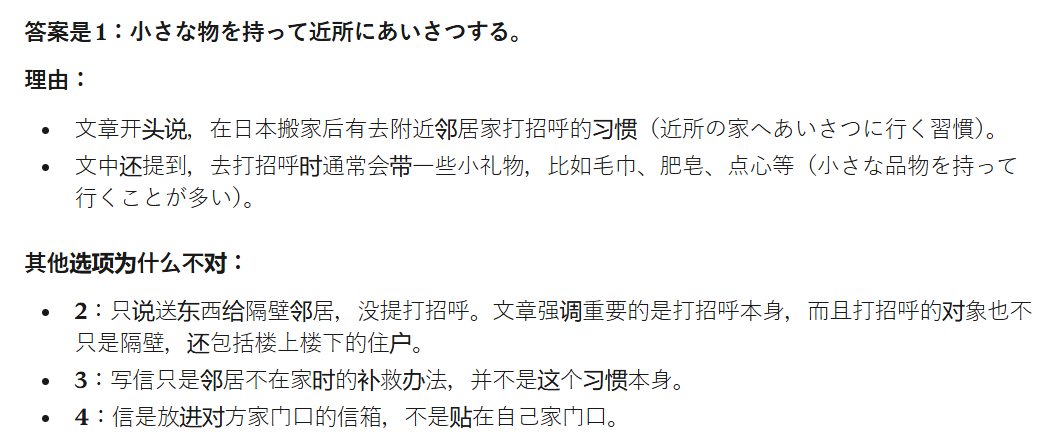 答案是 1：小さな物を持って近所にあいさつする。
理由：
• 文章开头说，在日本搬家后有去附近邻居家打招呼的习惯（近所の家へあいさつに行く習慣）。
• 文中还提到，去打招呼时通常会带一些小礼物，比如毛巾、肥皂、点心等（小さな品物を持って
行くことが多い）。
其他选项为什么不对：
• 2：只说送东西给隔壁邻居，没提打招呼。文章强调重要的是打招呼本身，而且打招呼的对象也不
只是隔壁，还包括楼上楼下的住户。
• 3：写信只是邻居不在家时的补救办法，并不是这个习惯本身。
• 4：信是放进对方家门口的信箱，不是贴在自己家门口。